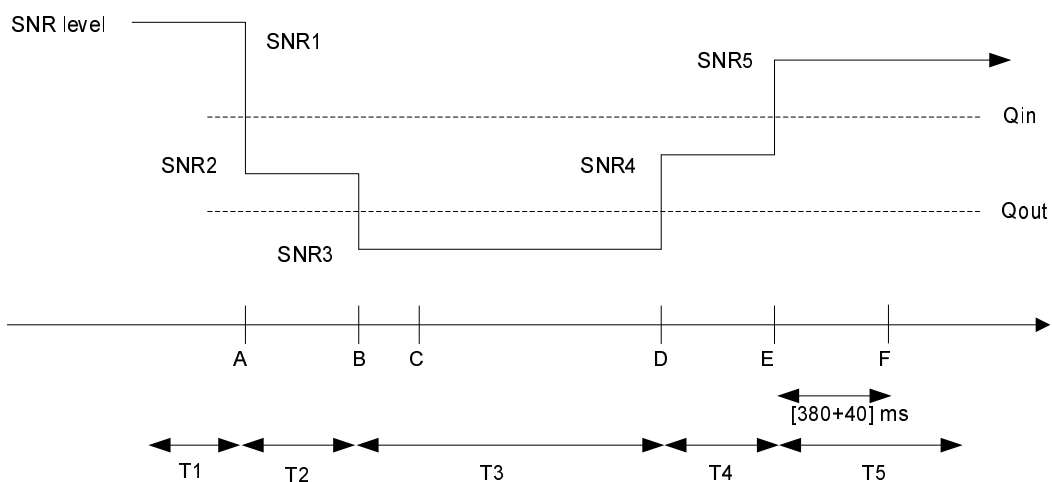 SNR level
SNR1
SNR5
Qin
SNR2
SNR4
Qout
SNR3
A B C D E F
[380+40] ms
T1 T2 T3 T4 T5